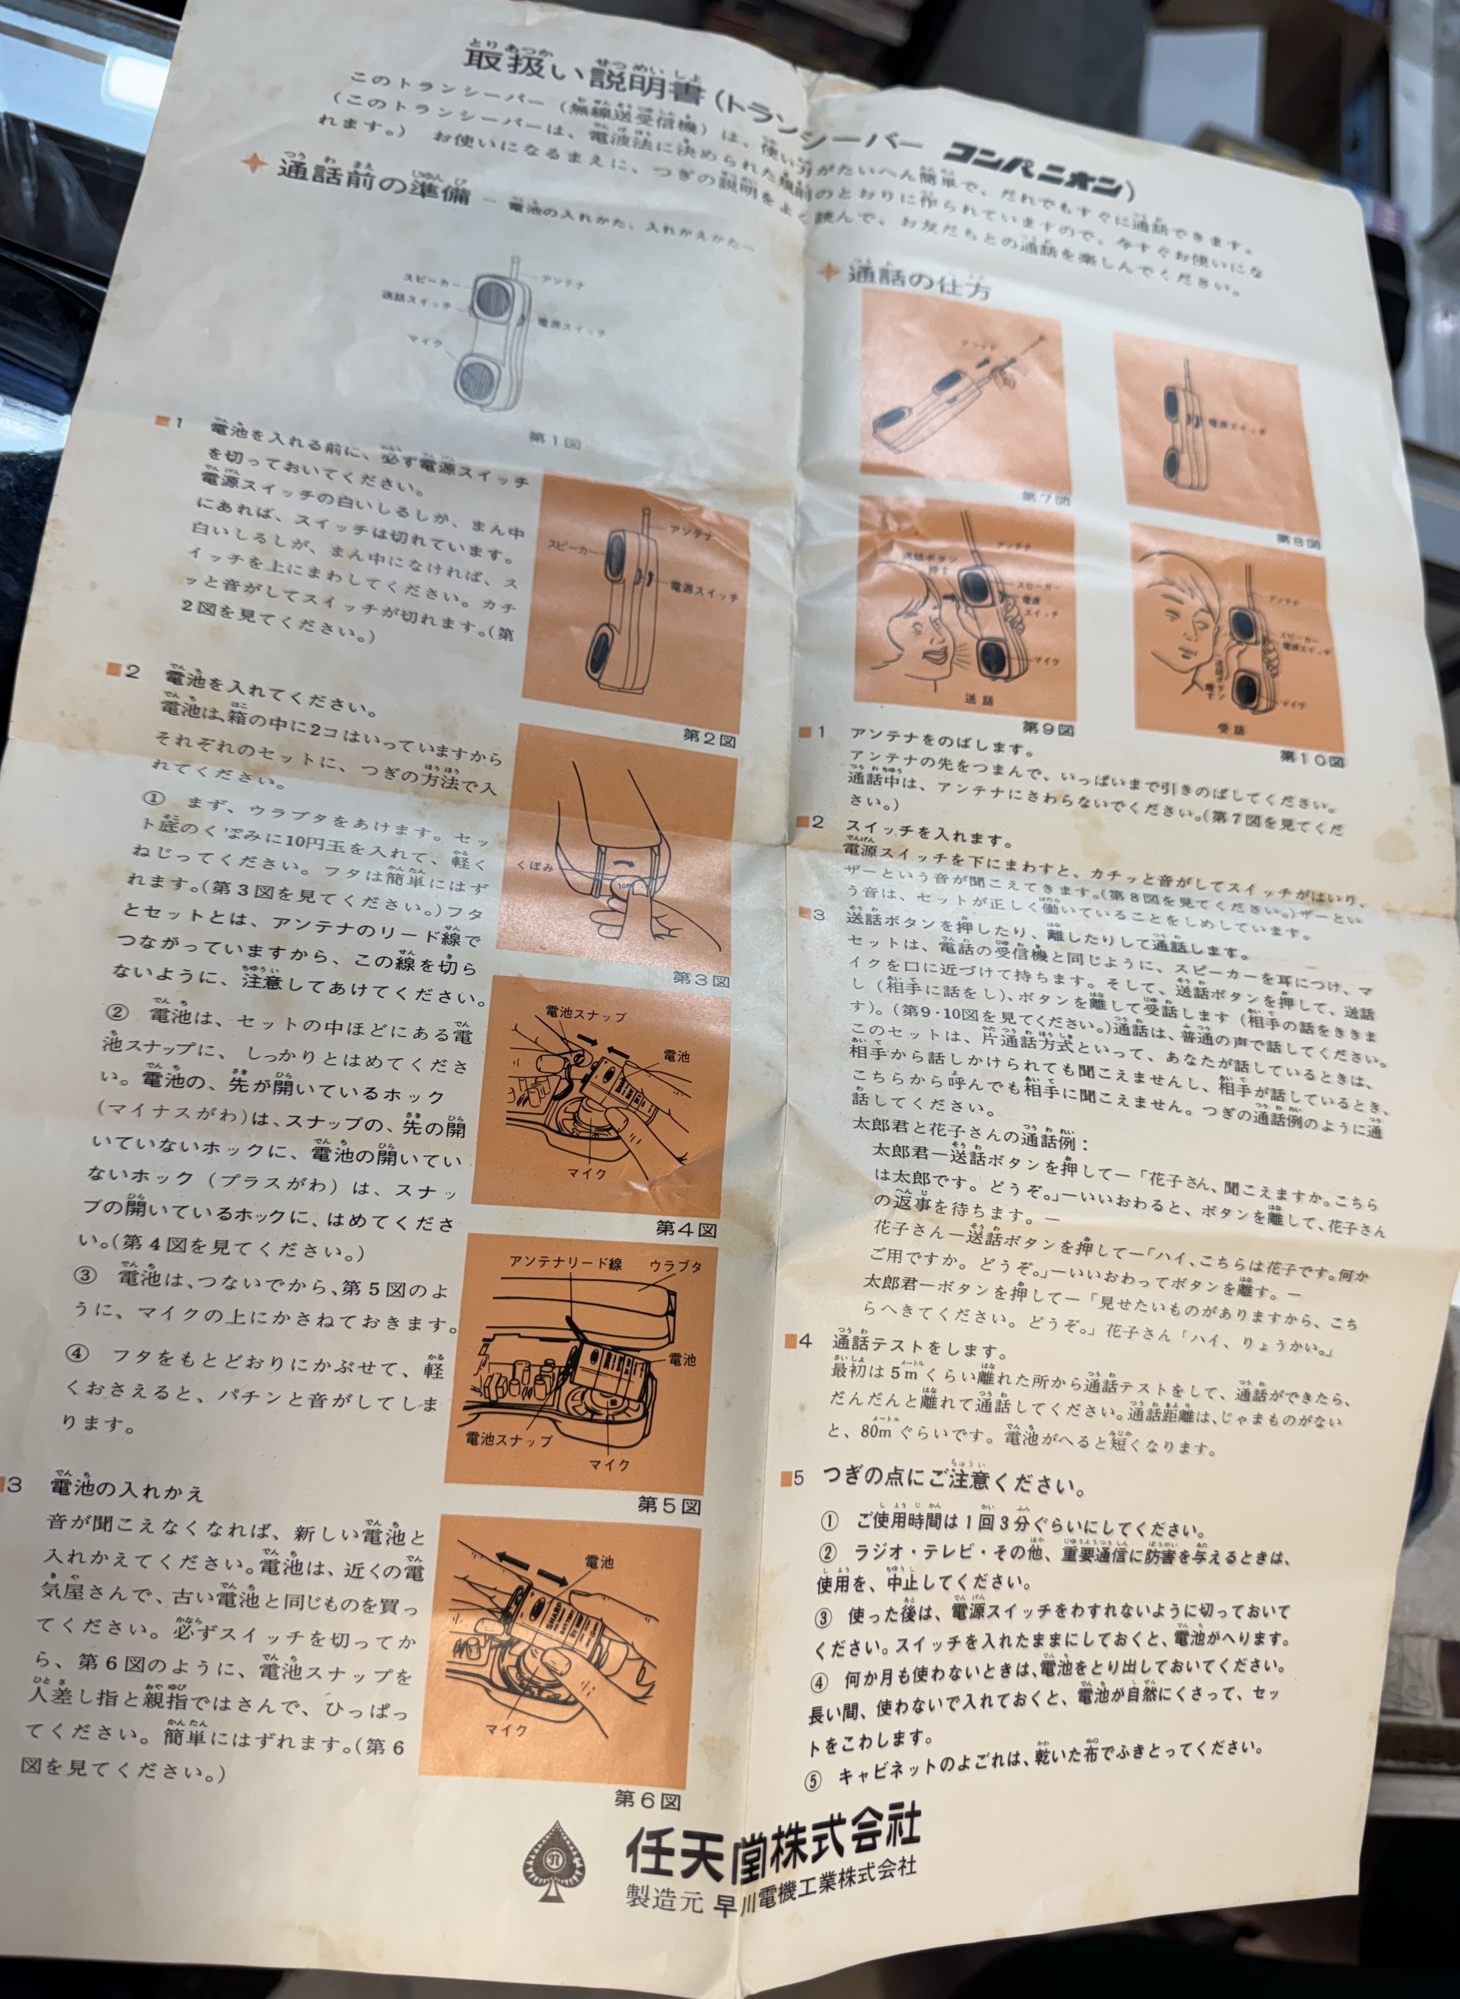 取扱い説明書(トランシーバー コンパニオン)
このトランシーバー(無線送受信機)は、使い方がたいへん簡単で、だれでもすぐに通話できます。
(このトランシーバーは、電波法に決められた規則のとおりに作られていますので、今すぐお使いにな
れます。) お使いになるまえに、つぎの説明をよく読んで、お友だちとの通話を楽しんでください。
通話前の準備 ―電池の入れかた、入れかえかた―
スピーカー
アンテナ
送話スイッチ
電源スイッチ
マイク
第1図
1 電池を入れる前に、必ず電源スイッチ
を切っておいてください。
電源スイッチの白いしるしが、まん中
にあれば、スイッチは切れています。
白いしるしが、まん中になければ、ス
イッチを上にまわしてください。カチ
ッと音がしてスイッチが切れます。(第
2図を見てください。)
アンテナ
スピーカー
電源スイッチ
第2図
2 電池を入れてください。
電池は、箱の中に2コはいっていますから
それぞれのセットに、つぎの方法で入
れてください。
① まず、ウラブタをあけます。セッ
ト底のくぼみに10円玉を入れて、軽く
ねじってください。フタは簡単にはず
れます。(第3図を見てください。)フタ
とセットとは、アンテナのリード線で
つながっていますから、この線を切ら
ないように、注意してあけてください。
くぼみ
第3図
② 電池は、セットの中ほどにある電
池スナップに、しっかりとはめてくださ
い。電池の、先が開いているホック
(マイナスがわ)は、スナップの、先の開
いていないホックに、電池の開いてい
ないホック(プラスがわ)は、スナッ
プの開いているホックに、はめてくださ
い。(第4図を見てください。)
電池スナップ
電池
マイク
第4図
③ 電池は、つないでから、第5図のよ
うに、マイクの上にかさねておきます。
④ フタをもとどおりにかぶせて、軽
くおさえると、パチンと音がしてしま
ります。
アンテナリード線
ウラブタ
電池
電池スナップ
マイク
第5図
3 電池の入れかえ
音が聞こえなくなれば、新しい電池と
入れかえてください。電池は、近くの電
気屋さんで、古い電池と同じものを買っ
てください。必ずスイッチを切ってか
ら、第6図のように、電池スナップを
人差し指と親指ではさんで、ひっぱっ
てください。簡単にはずれます。(第6
図を見てください。)
電池
マイク
第6図
通話の仕方
アンテナ
第7図
電源スイッチ
第8図
送話ボタン
押す
アンテナ
スピーカー
電源
スイッチ
マイク
送話
第9図
アンテナ
スピーカー
電源スイッチ
送話ボタン
離す
マイク
受話
第10図
1 アンテナをのばします。
アンテナの先をつまんで、いっぱいまで引きのばしてください。
通話中は、アンテナにさわらないでください。(第7図を見てくだ
さい。)
2 スイッチを入れます。
電源スイッチを下にまわすと、カチッと音がしてスイッチがはいり、
ザーという音が聞こえてきます。(第8図を見てください。)ザーとい
う音は、セットが正しく働いていることをしめしています。
3 送話ボタンを押したり、離したりして通話します。
セットは、電話の受信機と同じように、スピーカーを耳につけ、マ
イクを口に近づけて持ちます。そして、送話ボタンを押して、送話
し(相手に話をし)、ボタンを離して受話します(相手の話をききま
す)。(第9・10図を見てください。)通話は、普通の声で話してください。
このセットは、片通話方式といって、あなたが話しているときは、
相手から話しかけられても聞こえませんし、相手が話しているとき、
こちらから呼んでも相手に聞こえません。つぎの通話例のように通
話してください。
太郎君と花子さんの通話例:
太郎君―送話ボタンを押して―「花子さん、聞こえますか。こちら
は太郎です。どうぞ。」―いいおわると、ボタンを離して、花子さん
の返事を待ちます。―
花子さん―送話ボタンを押して―「ハイ、こちらは花子です。何か
ご用ですか。どうぞ。」―いいおわってボタンを離す。―
太郎君―ボタンを押して―「見せたいものがありますから、こち
らへきてください。どうぞ。」花子さん「ハイ、りょうかい。」
4 通話テストをします。
最初は5mくらい離れた所から通話テストをして、通話ができたら、
だんだんと離れて通話してください。通話距離は、じゃまものがない
と、80mぐらいです。電池がへると短くなります。
5 つぎの点にご注意ください。
① ご使用時間は1回3分ぐらいにしてください。
② ラジオ・テレビ・その他、重要通信に防害を与えるときは、
使用を、中止してください。
③ 使った後は、電源スイッチをわすれないように切っておいて
ください。スイッチを入れたままにしておくと、電池がへります。
④ 何か月も使わないときは、電池をとり出しておいてください。
長い間、使わないで入れておくと、電池が自然にくさって、セッ
トをこわします。
⑤ キャビネットのよごれは、乾いた布でふきとってください。
任天堂株式会社
製造元 早川電機工業株式会社